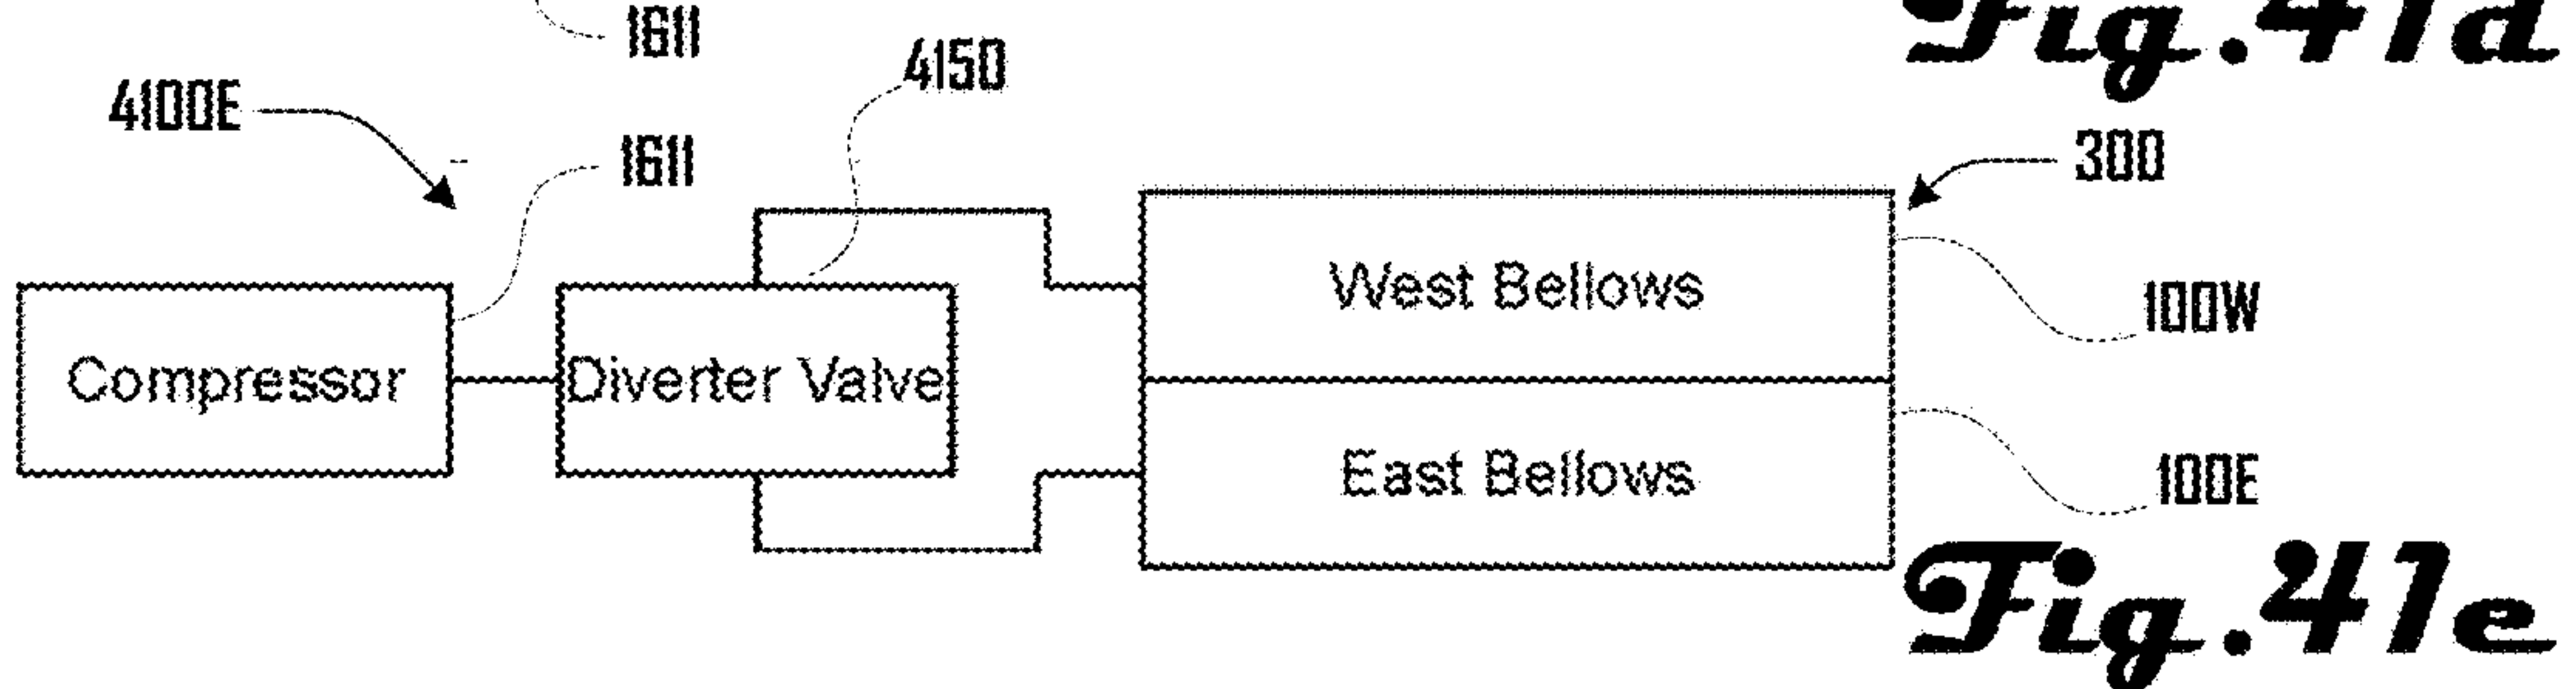 Fig.41d
1611
4150
4100E
1611
300
West Bellows
100W
Compressor
Diverter Valve
East Bellows
100E
Fig.41e